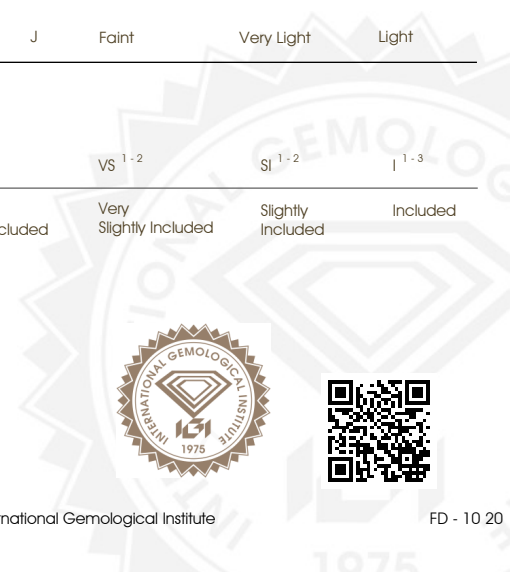 J Faint Very Light Light
VS 1 - 2 SI 1 - 2 I 1 - 3
cluded Very Slightly Included
Slightly Included
Included
INTERNATIONAL GEMOLOGICAL INSTITUTE
IGI
1975
national Gemological Institute FD - 10 20
1975